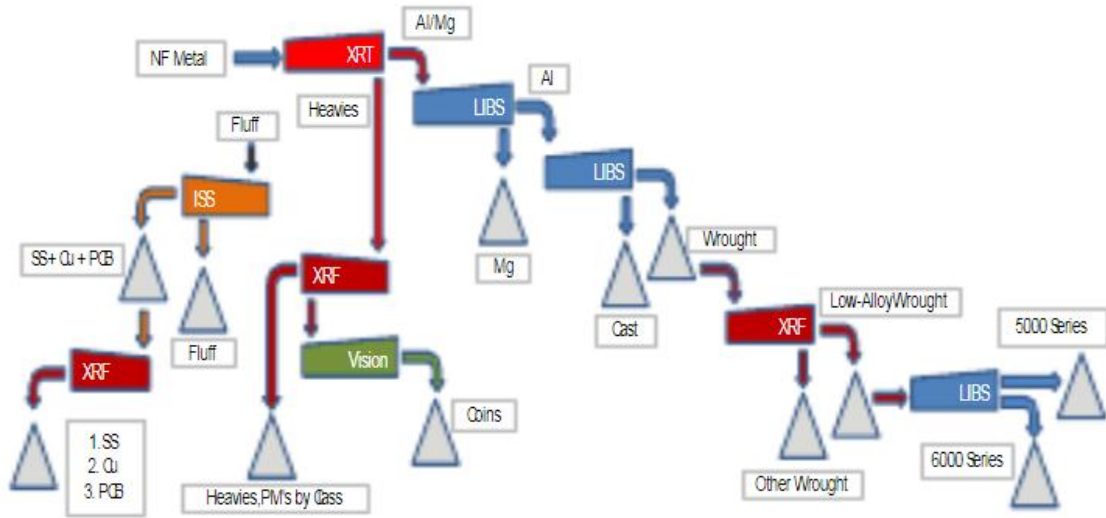 Al/Mg
NF Metal
XRT
Heavies
LIBS
Al
Fluff
ISS
LIBS
SS+ Cu + PCB
Mg
Wrought
XRF
Low-AlloyWrought
Cast
XRF
5000 Series
Fluff
XRF
Vision
LIBS
Coins
1. SS
2. Cu
3. PCB
6000 Series
Other Wrought
Heavies,PM's by Class